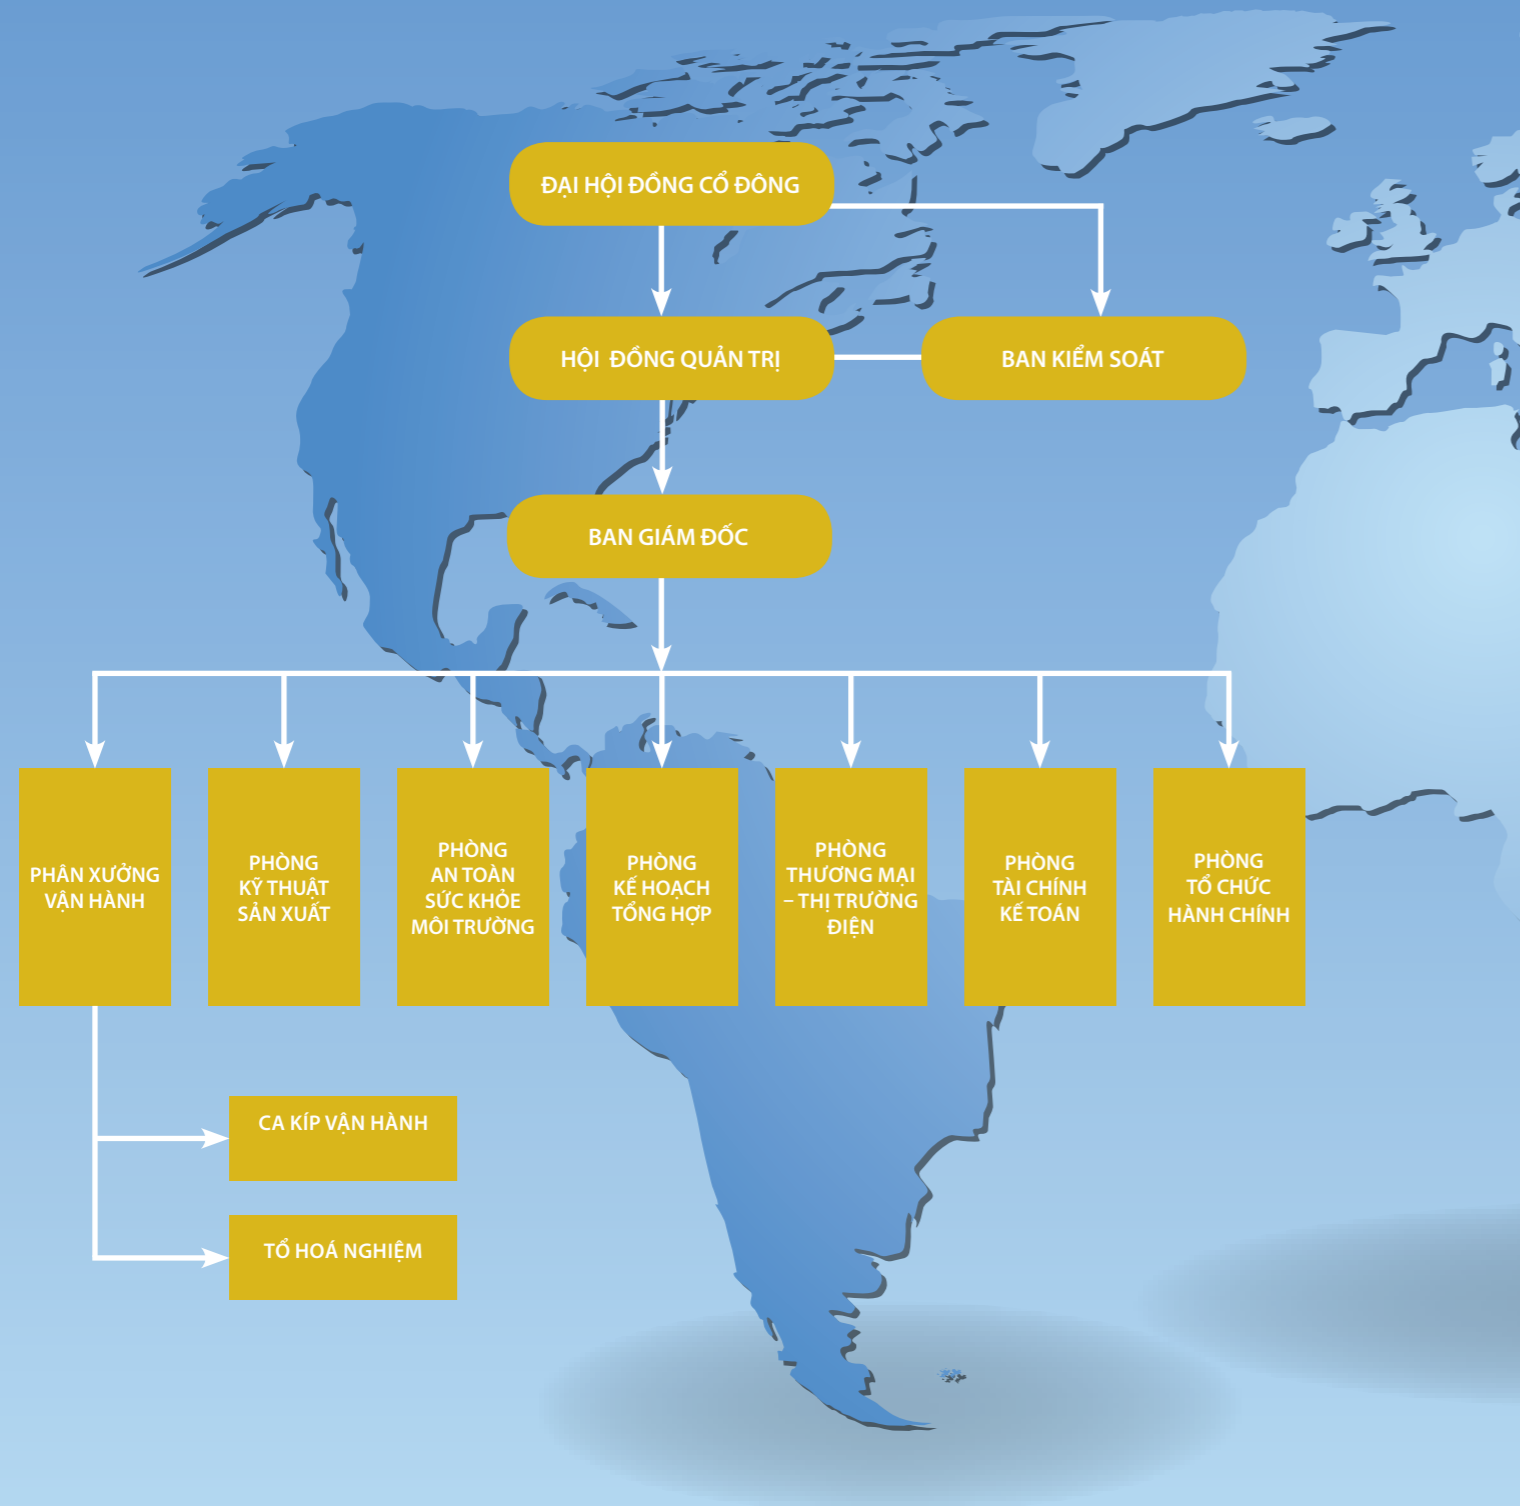 ĐẠI HỘI ĐỒNG CỔ ĐÔNG
HỘI ĐỒNG QUẢN TRỊ
BAN KIỂM SOÁT
BAN GIÁM ĐỐC
PHÂN XƯỞNG
VẬN HÀNH
PHÒNG
KỸ THUẬT
SẢN XUẤT
PHÒNG
AN TOÀN
SỨC KHỎE
MÔI TRƯỜNG
PHÒNG
KẾ HOẠCH
TỔNG HỢP
PHÒNG
THƯƠNG MẠI
– THỊ TRƯỜNG
ĐIỆN
PHÒNG
TÀI CHÍNH
KẾ TOÁN
PHÒNG
TỔ CHỨC
HÀNH CHÍNH
CA KÍP VẬN HÀNH
TỔ HOÁ NGHIỆM